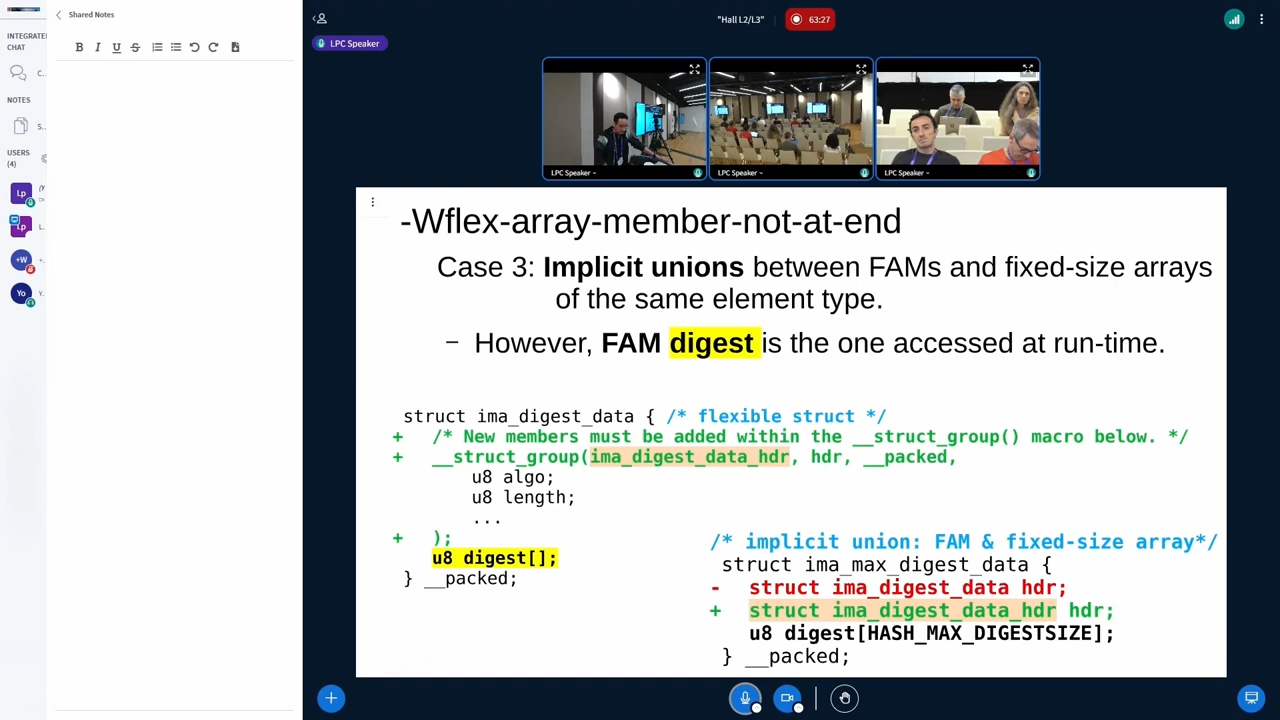 Shared Notes
INTEGRATE
CHAT
C..
NOTES
S..
USERS
(4)
B I U S
"Hall L2/L3"
63:27
LPC Speaker
LPC Speaker
LPC Speaker
LPC Speaker
Lp
Lp
+W
Yo
-Wflex-array-member-not-at-end
Case 3: Implicit unions between FAMs and fixed-size arrays
of the same element type.
– However, FAM digest is the one accessed at run-time.
struct ima_digest_data { /* flexible struct */
+ /* New members must be added within the __struct_group() macro below. */
+ __struct_group(ima_digest_data_hdr, hdr, __packed,
u8 algo;
u8 length;
...
+ );
u8 digest[];
} __packed;
/* implicit union: FAM & fixed-size array*/
struct ima_max_digest_data {
- struct ima_digest_data hdr;
+ struct ima_digest_data_hdr hdr;
u8 digest[HASH_MAX_DIGESTSIZE];
} __packed;